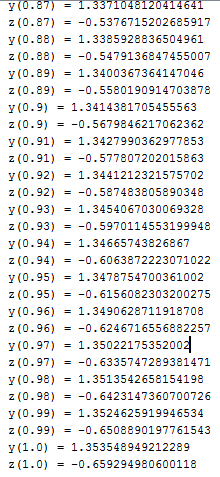 y(0.87) = 1.3371048120414641
z(0.87) = -0.5376715202685917
y(0.88) = 1.3385928836504961
z(0.88) = -0.5479136847455007
y(0.89) = 1.3400367364147046
z(0.89) = -0.5580190914703878
y(0.9) = 1.3414381705455563
z(0.9) = -0.5679846217062362
y(0.91) = 1.3427990362977853
z(0.91) = -0.577807202015863
y(0.92) = 1.3441212321575702
z(0.92) = -0.587483805890348
y(0.93) = 1.3454067030069328
z(0.93) = -0.5970114553199948
y(0.94) = 1.34665743826867
z(0.94) = -0.6063872223071022
y(0.95) = 1.3478754700361002
z(0.95) = -0.6156082303200275
y(0.96) = 1.3490628711918708
z(0.96) = -0.6246716556882257
y(0.97) = 1.35022175352002
z(0.97) = -0.6335747289381471
y(0.98) = 1.3513542658154198
z(0.98) = -0.6423147360700726
y(0.99) = 1.3524625919946534
z(0.99) = -0.6508890197761543
y(1.0) = 1.353548949212289
z(1.0) = -0.659294980600118